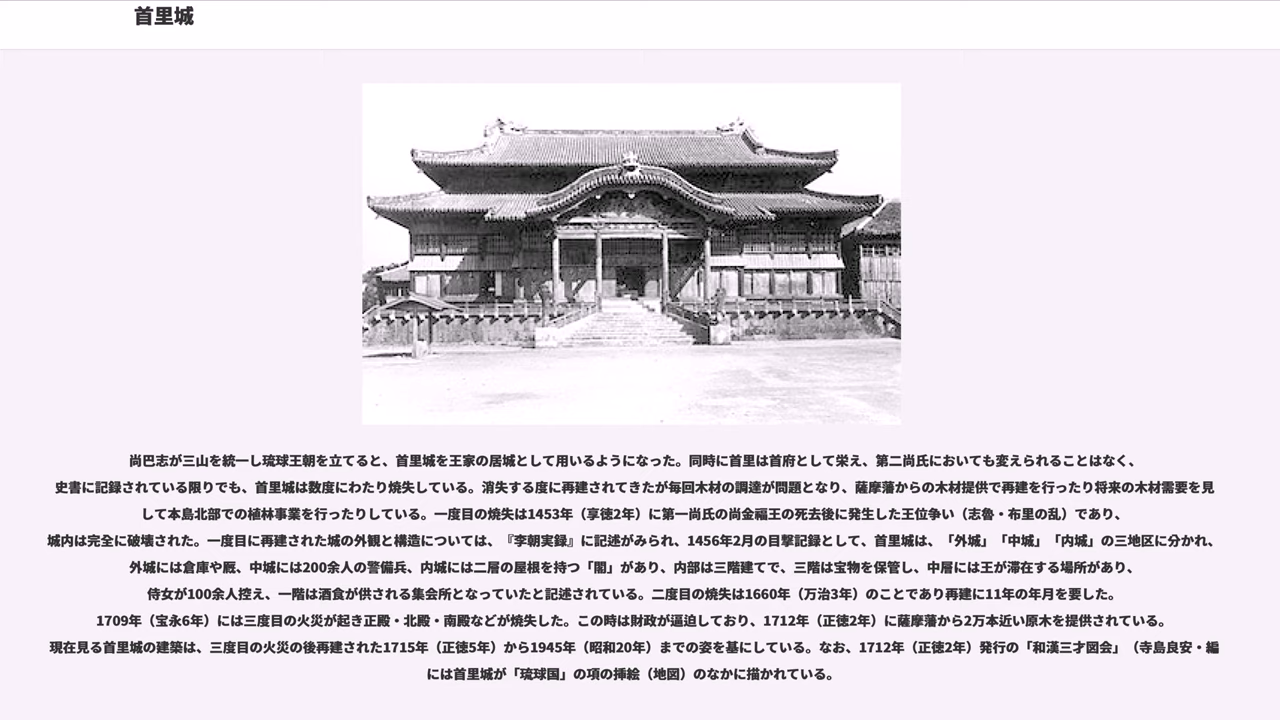 首里城
尚巴志が三山を統一し琉球王朝を立てると、首里城を王家の居城として用いるようになった。同時に首里は首府として栄え、第二尚氏においても変えられることはなく、
史書に記録されている限りでも、首里城は数度にわたり焼失している。消失する度に再建されてきたが毎回木材の調達が問題となり、薩摩藩からの木材提供で再建を行ったり将来の木材需要を見
して本島北部での植林事業を行ったりしている。一度目の焼失は1453年（享徳2年）に第一尚氏の尚金福王の死去後に発生した王位争い（志魯・布里の乱）であり、
城内は完全に破壊された。一度目に再建された城の外観と構造については、『李朝実録』に記述がみられ、1456年2月の目撃記録として、首里城は、「外城」「中城」「内城」の三地区に分かれ、
外城には倉庫や厩、中城には200余人の警備兵、内城には二層の屋根を持つ「閣」があり、内部は三階建てで、三階は宝物を保管し、中層には王が滞在する場所があり、
侍女が100余人控え、一階は酒食が供される集会所となっていたと記述されている。二度目の焼失は1660年（万治3年）のことであり再建に11年の年月を要した。
1709年（宝永6年）には三度目の火災が起き正殿・北殿・南殿などが焼失した。この時は財政が逼迫しており、1712年（正徳2年）に薩摩藩から2万本近い原木を提供されている。
現在見る首里城の建築は、三度目の火災の後再建された1715年（正徳5年）から1945年（昭和20年）までの姿を基にしている。なお、1712年（正徳2年）発行の「和漢三才図会」（寺島良安・編
には首里城が「琉球国」の項の挿絵（地図）のなかに描かれている。